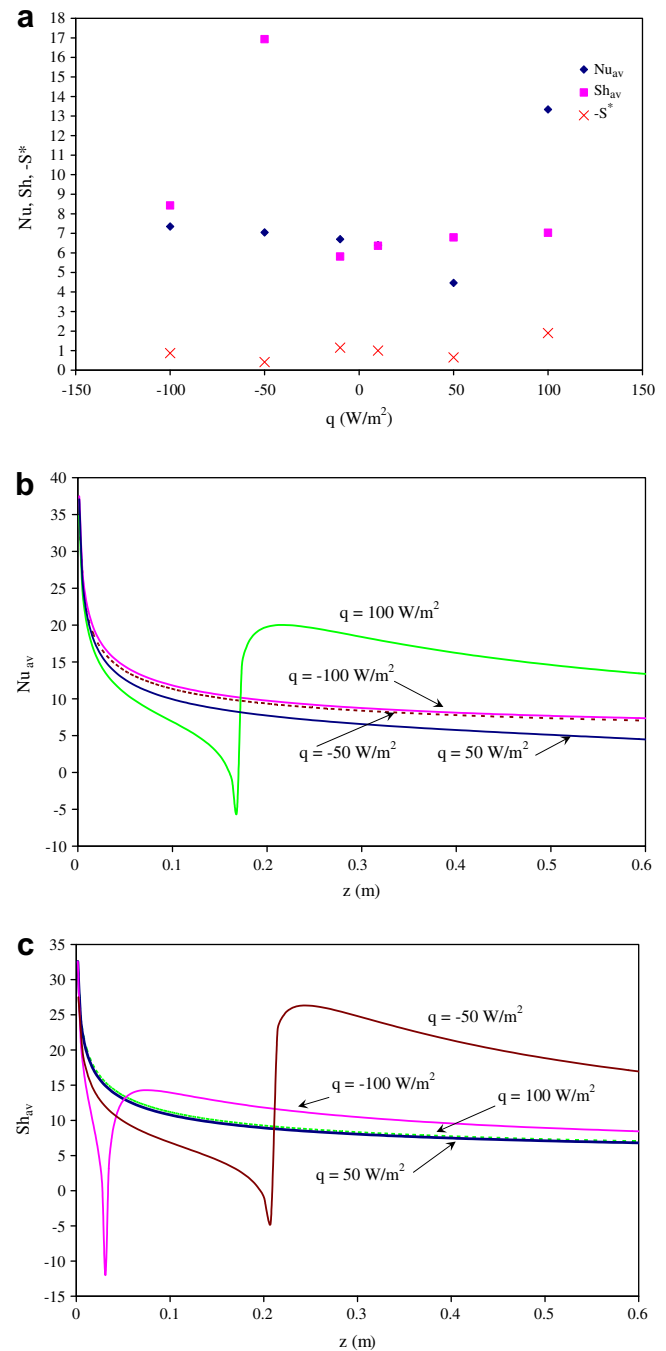 a
18
17
16
15
14
13
12
11
10
9
8
7
6
5
4
3
2
1
0
Nu, Sh, -S*
Nu_av
Sh_av
-S*
-150 -100 -50 0 50 100 150
q (W/m²)
b
40
35
30
25
20
15
10
5
0
-5
-10
Nu av
q = 100 W/m²
q = -100 W/m²
q = -50 W/m²
q = 50 W/m²
0 0.1 0.2 0.3 0.4 0.5 0.6
z (m)
c
35
30
25
20
15
10
5
0
-5
-10
-15
Sh_av
q = -50 W/m²
q = -100 W/m²
100 W/m²
q = 50 W/m²
0 0.1 0.2 0.3 0.4 0.5 0.6
z (m)